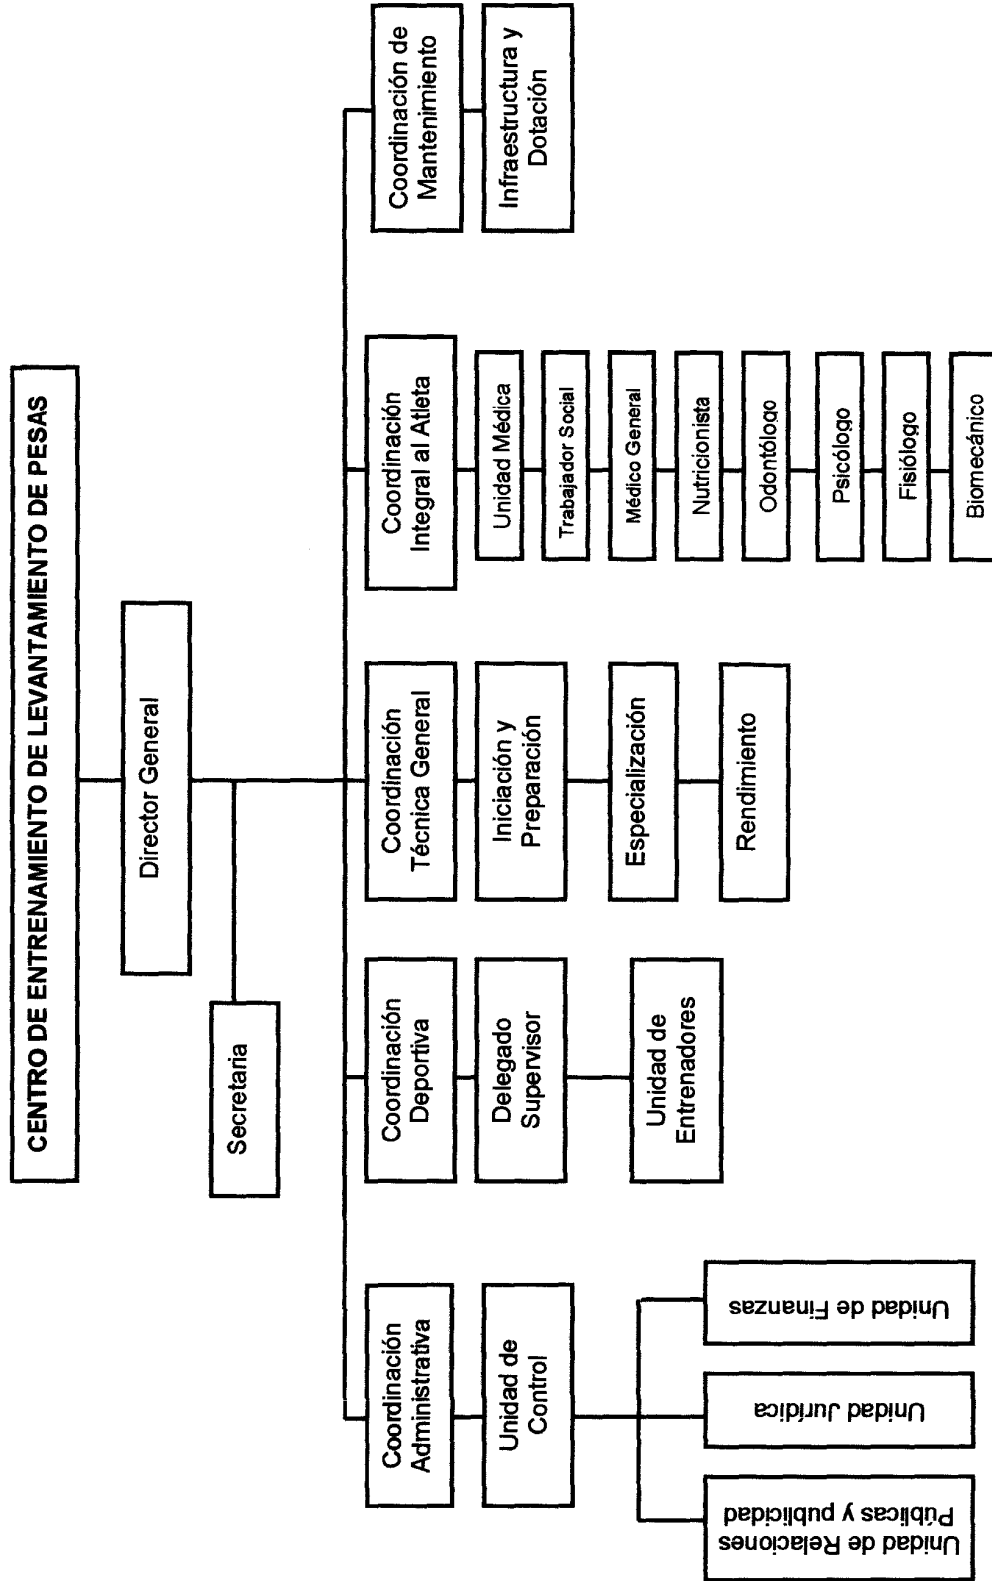 CENTRO DE ENTRENAMIENTO DE LEVANTAMIENTO DE PESAS
Director General
Secretaria
Coordinación
Administrativa
Unidad de
Control
Unidad de Relaciones
Públicas y publicidad
Unidad Jurídica
Unidad de Finanzas
Coordinación
Deportiva
Delegado
Supervisor
Unidad de
Entrenadores
Coordinación
Técnica General
Iniciación y
Preparación
Especialización
Rendimiento
Coordinación
Integral al Atleta
Unidad Médica
Trabajador Social
Médico General
Nutricionista
Odontólogo
Psicólogo
Fisiólogo
Biomecánico
Coordinación de
Mantenimiento
Infraestructura y
Dotación